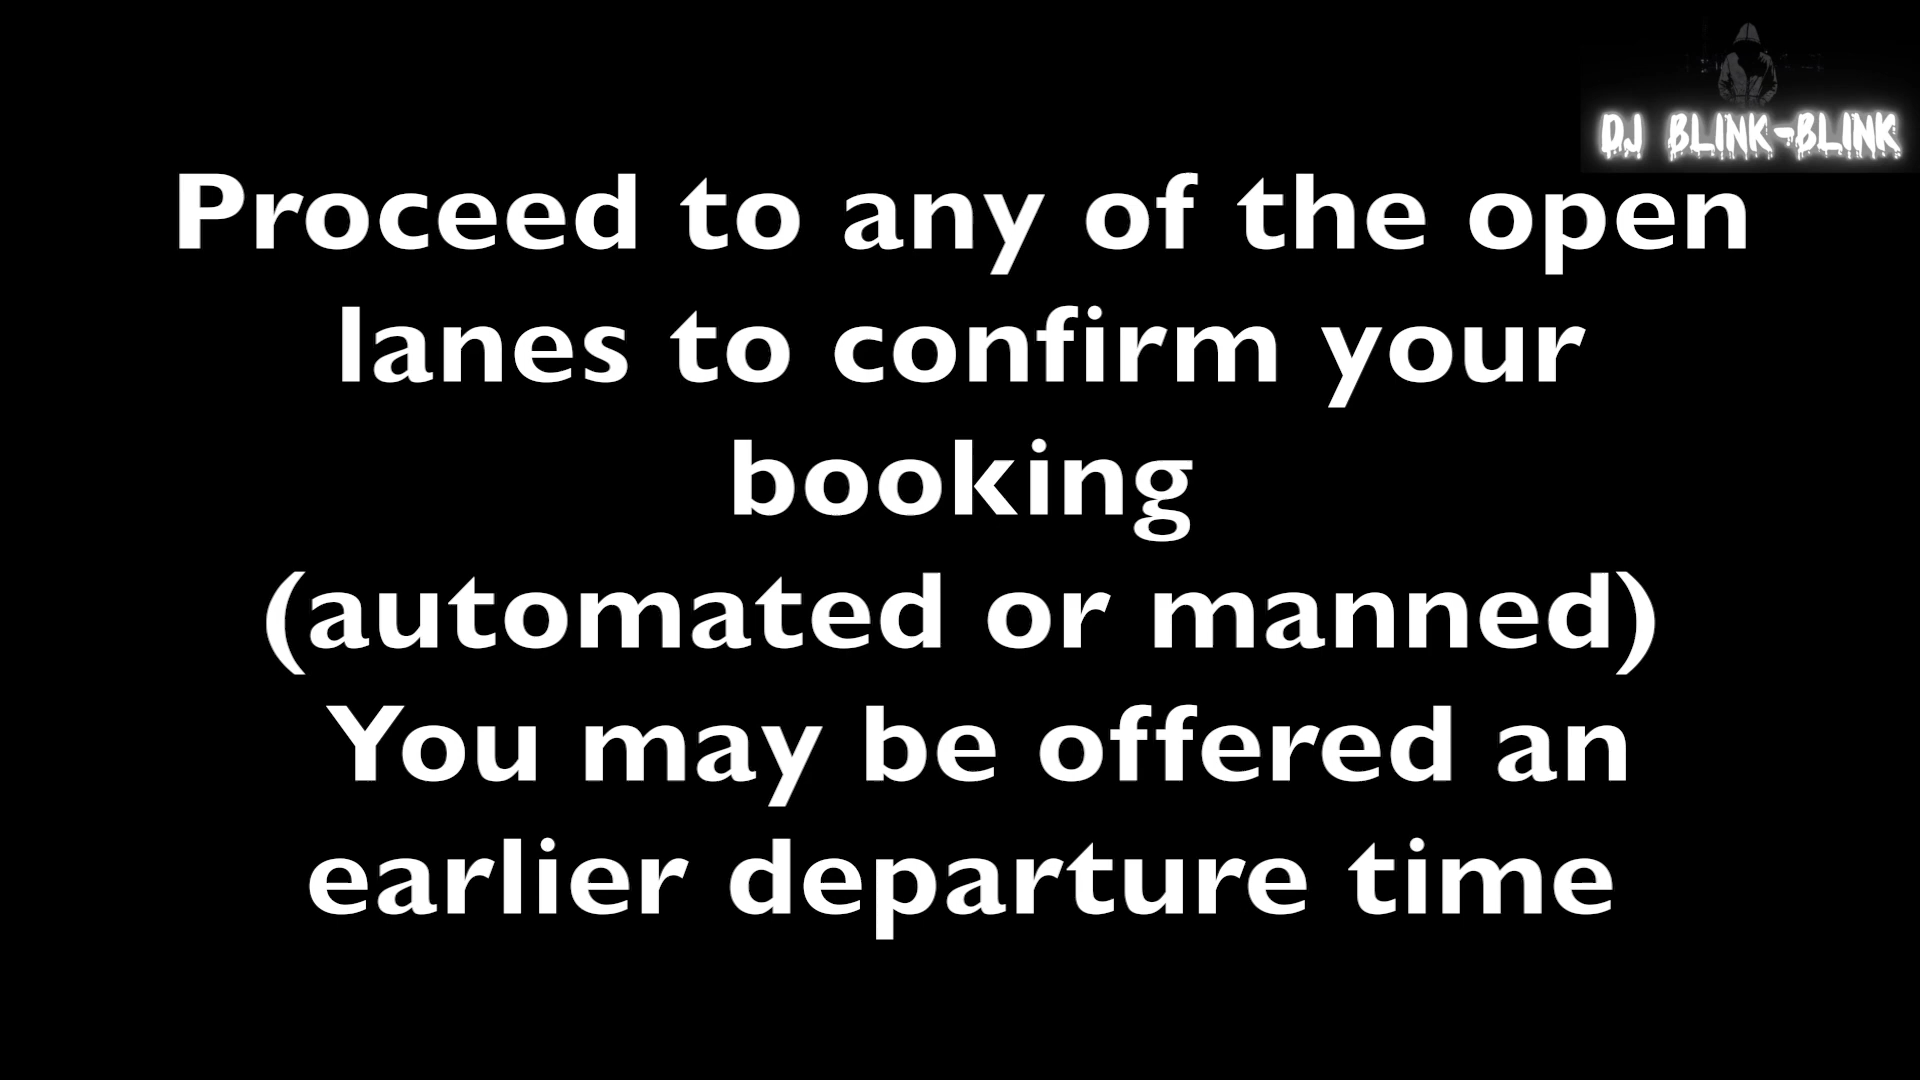 DJ BLINK-BLINK
Proceed to any of the open
lanes to confirm your
booking
(automated or manned)
You may be offered an
earlier departure time